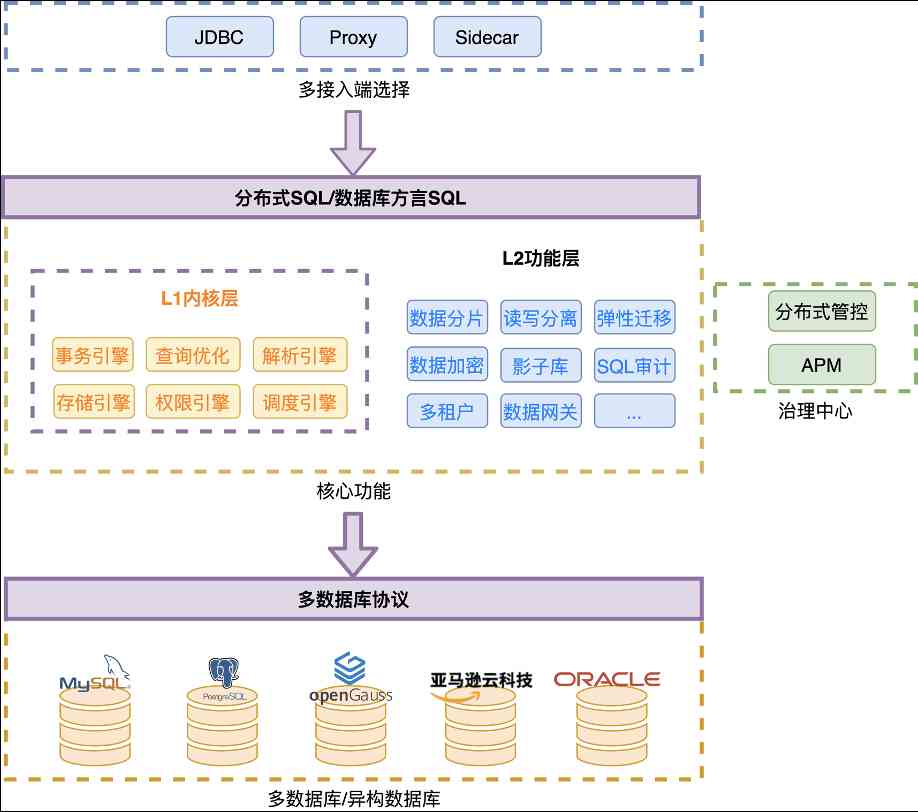 JDBC
Proxy
Sidecar
多接入端选择
分布式SQL/数据库方言SQL
L1内核层
事务引擎
查询优化
解析引擎
存储引擎
权限引擎
调度引擎
L2功能层
数据分片
读写分离
弹性迁移
数据加密
影子库
SQL审计
多租户
数据网关
...
分布式管控
APM
治理中心
核心功能
多数据库协议
MySQL
PostgreSQL
openGauss
亚马逊云科技
ORACLE
多数据库/异构数据库